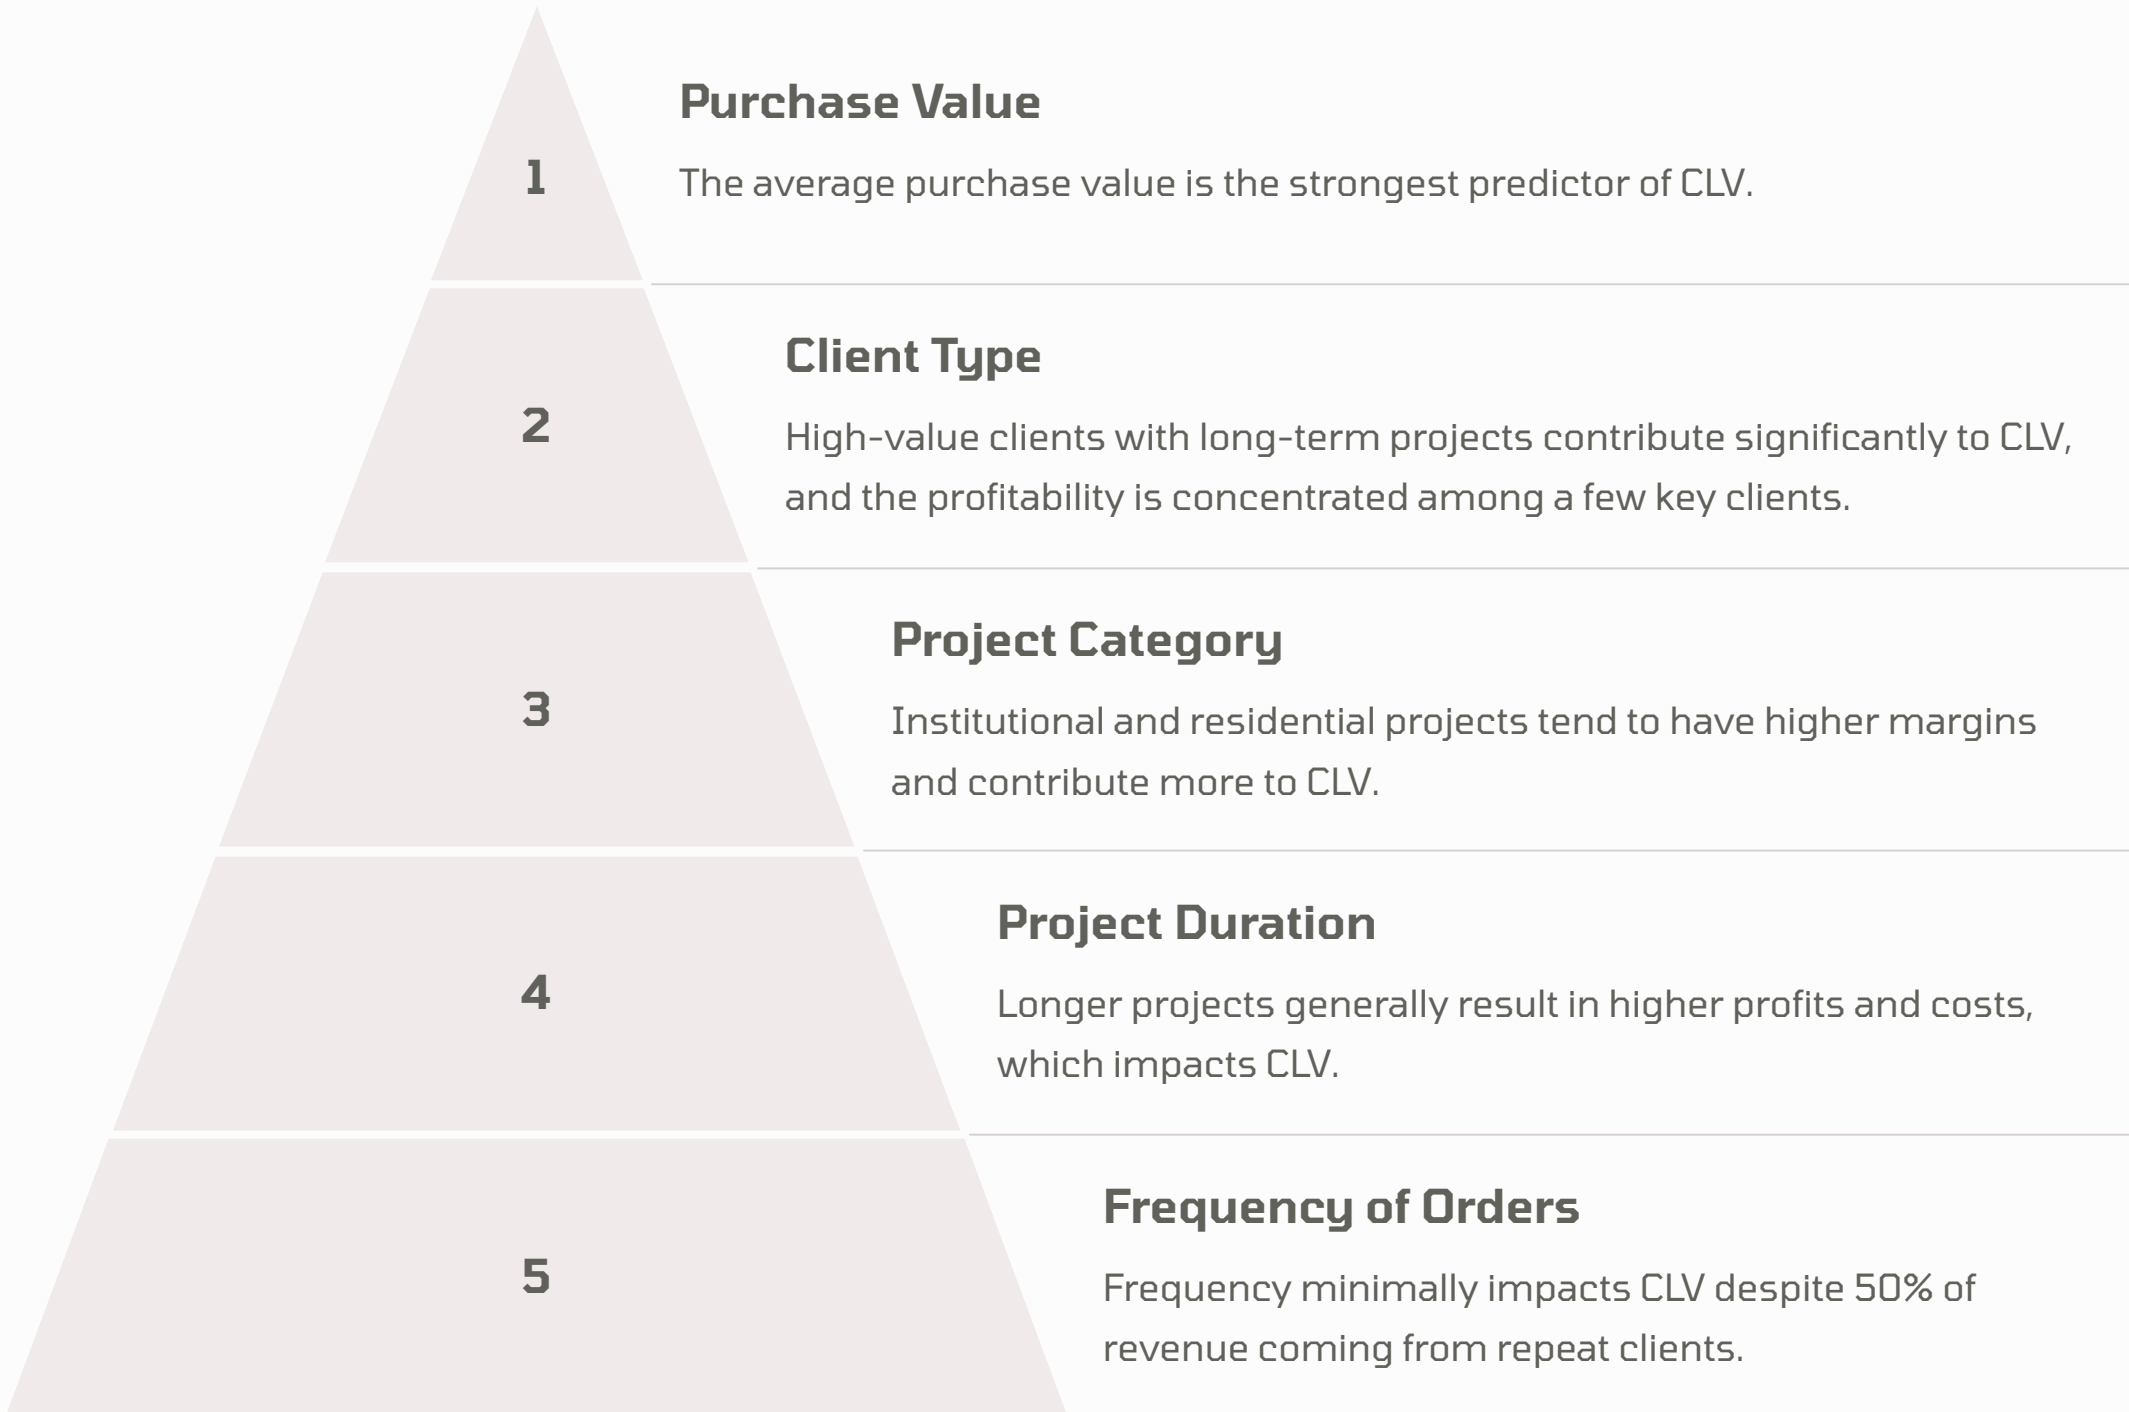 1
Purchase Value
The average purchase value is the strongest predictor of CLV.
2
Client Type
High-value clients with long-term projects contribute significantly to CLV,
and the profitability is concentrated among a few key clients.
3
Project Category
Institutional and residential projects tend to have higher margins
and contribute more to CLV.
4
Project Duration
Longer projects generally result in higher profits and costs,
which impacts CLV.
5
Frequency of Orders
Frequency minimally impacts CLV despite 50% of
revenue coming from repeat clients.